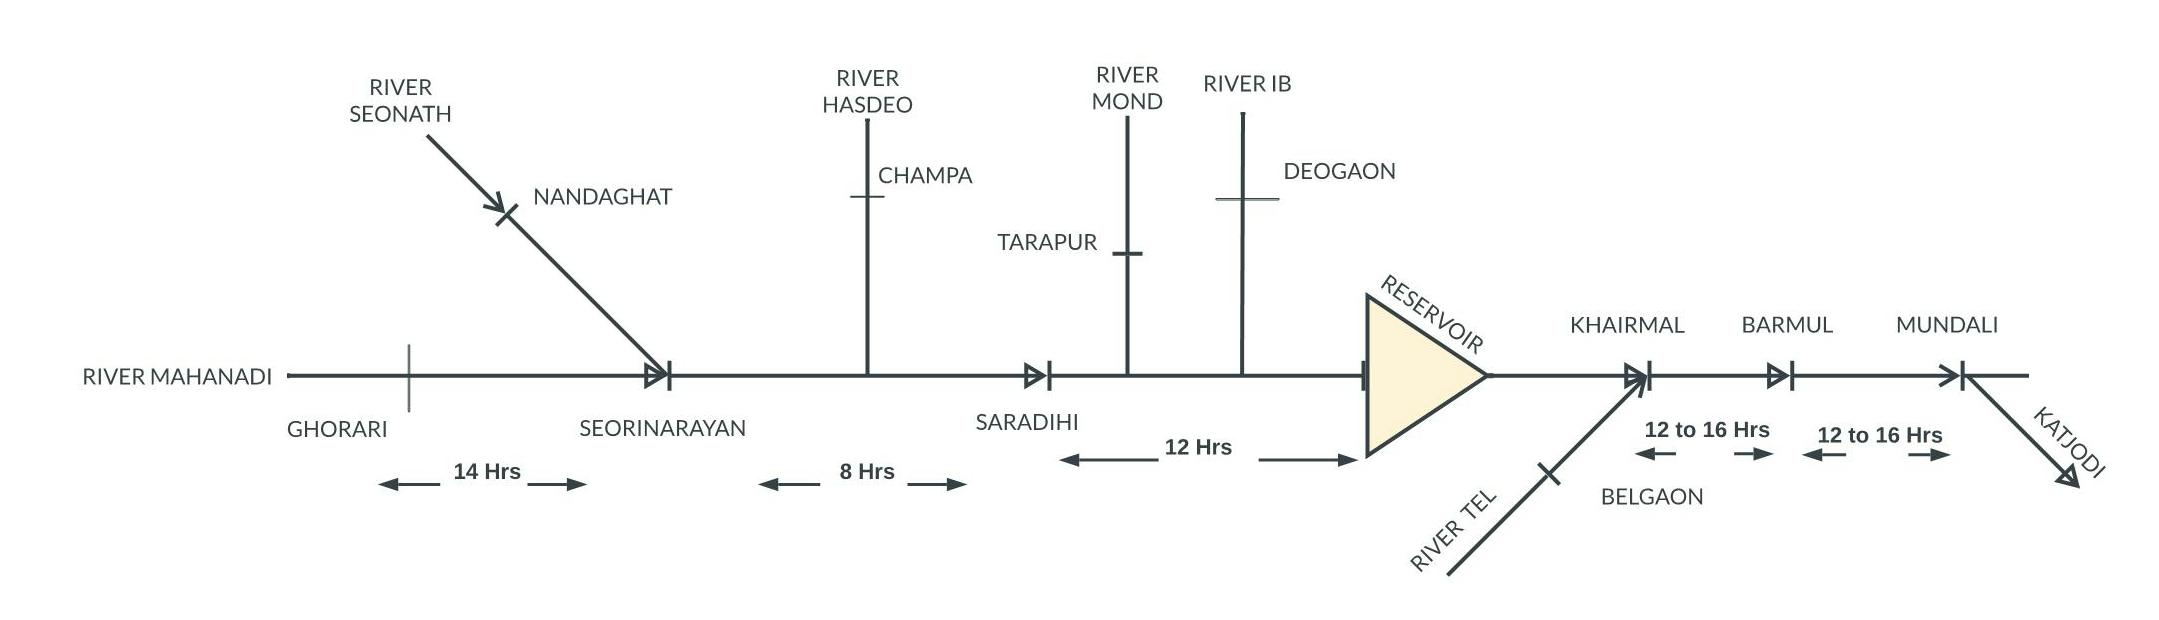 RIVER
SEONATH
NANDAGHAT
RIVER
HASDEO
CHAMPA
RIVER
MOND
TARAPUR
RIVER IB
DEOGAON
RESERVOIR
KHAIRMAL
BARMUL
MUNDALI
RIVER MAHANADI
GHORARI
SEORINARAYAN
SARADIHI
14 Hrs
8 Hrs
12 Hrs
12 to 16 Hrs
12 to 16 Hrs
KATJODI
RIVER TEL
BELGAON